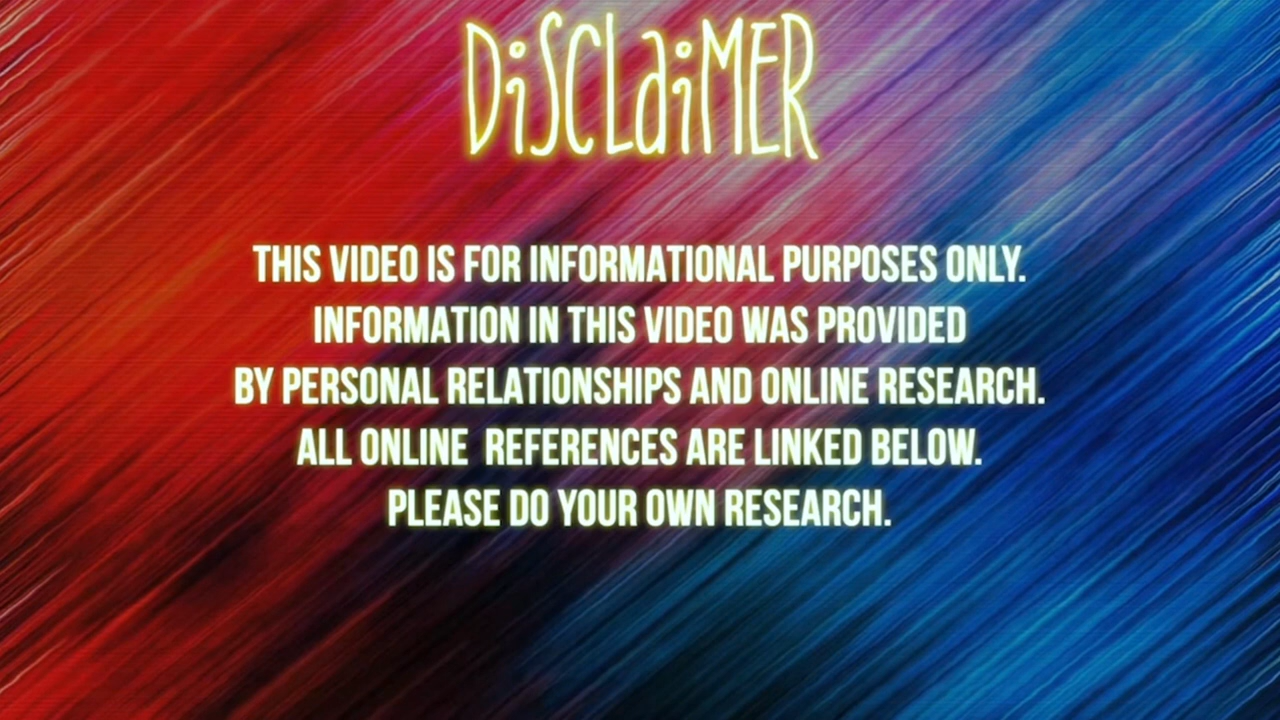 DiSCLaiMER
THIS VIDEO IS FOR INFORMATIONAL PURPOSES ONLY.
INFORMATION IN THIS VIDEO WAS PROVIDED
BY PERSONAL RELATIONSHIPS AND ONLINE RESEARCH.
ALL ONLINE REFERENCES ARE LINKED BELOW.
PLEASE DO YOUR OWN RESEARCH.